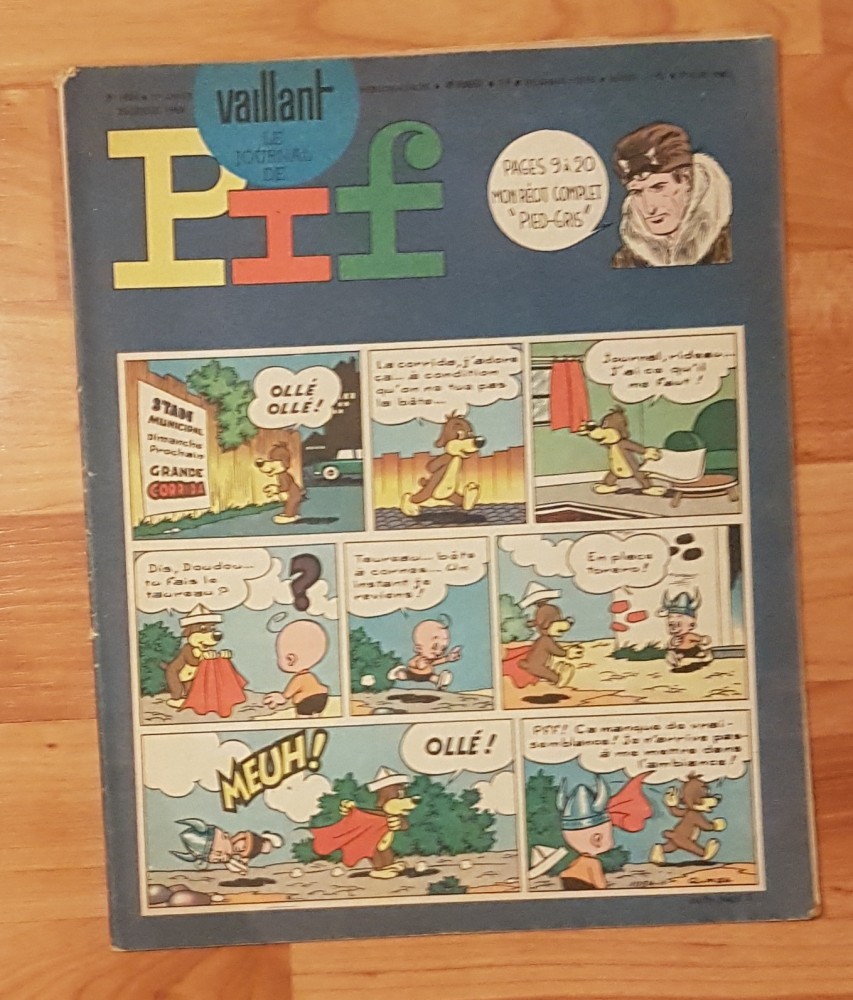 vaillant
LE
JOURNAL
DE
Pif
PAGES 9 à 20
MON RÉCIT COMPLET
"PIED-GRIS"
STADE
MUNICIPAL
Dimanche
Prochain
GRANDE
CORRIDA
OLLÉ
OLLÉ!
La corrida, j'adore
ça... à condition
qu'on ne tue pas
la bête...
Journal, rideau...
J'ai ce qu'il
me faut!
Dis, Doudou...
tu fais le
taureau?
?
Taureau... bête
à cornes... Un
instant je
reviens!
En place
torero!
MEUH!
OLLÉ!
Pff! Ça manque de vrai-
semblance! Je n'arrive pas
à me mettre dans
l'ambiance!